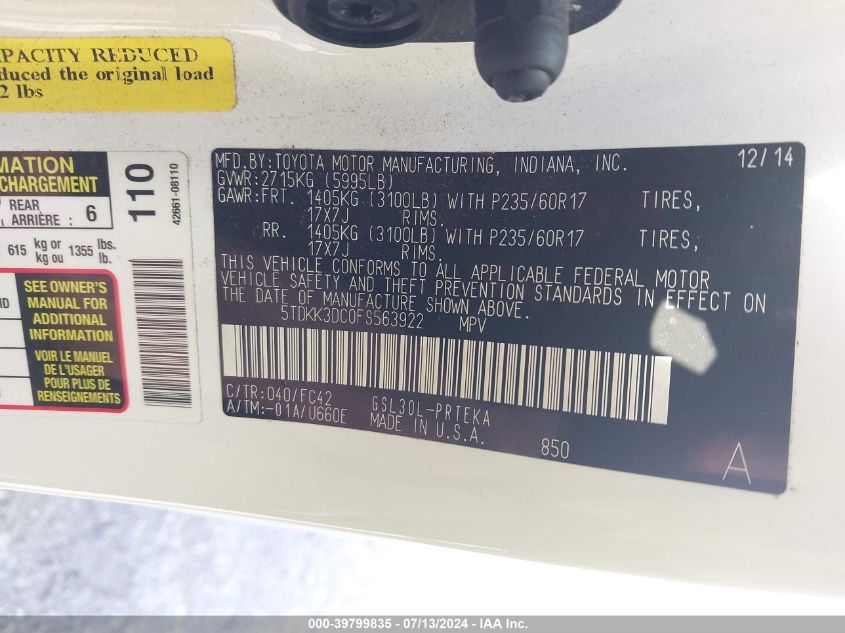 PACITY REDUCED
duced the original load
2 lbs
MATION
CHARGEMENT
REAR
ARRIÈRE : 6
615 kg or kg ou 1355 lbs. lb.
SEE OWNER'S
MANUAL FOR
ADDITIONAL
INFORMATION
VOIR LE MANUEL
DE L'USAGER
POUR PLUS DE
RENSEIGNEMENTS
110
42661-08110
MFD.BY:TOYOTA MOTOR MANUFACTURING, INDIANA, INC. 12/14
GVWR:2715KG (5995LB)
GAWR:FRT. 1405KG (3100LB) WITH P235/60R17 TIRES,
17X7J RIMS.
RR. 1405KG (3100LB) WITH P235/60R17 TIRES,
17X7J RIMS.
THIS VEHICLE CONFORMS TO ALL APPLICABLE FEDERAL MOTOR
VEHICLE SAFETY AND THEFT PREVENTION STANDARDS IN EFFECT ON
THE DATE OF MANUFACTURE SHOWN ABOVE.
5TDKK3DC0FS563922 MPV
C/TR:040/FC42 GSL30L-PRTEKA
A/TM:-01A/U660E MADE IN U.S.A.
850
A
000-39799835 - 07/13/2024 - IAA Inc.